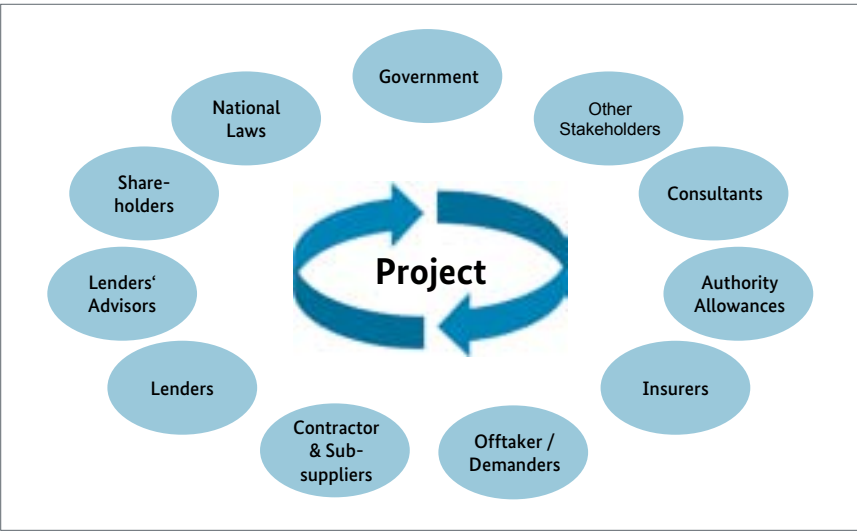 Government
National
Laws
Other
Stakeholders
Share-
holders
Consultants
Project
Lenders‘
Advisors
Authority
Allowances
Lenders
Insurers
Contractor
& Sub-
suppliers
Offtaker /
Demanders